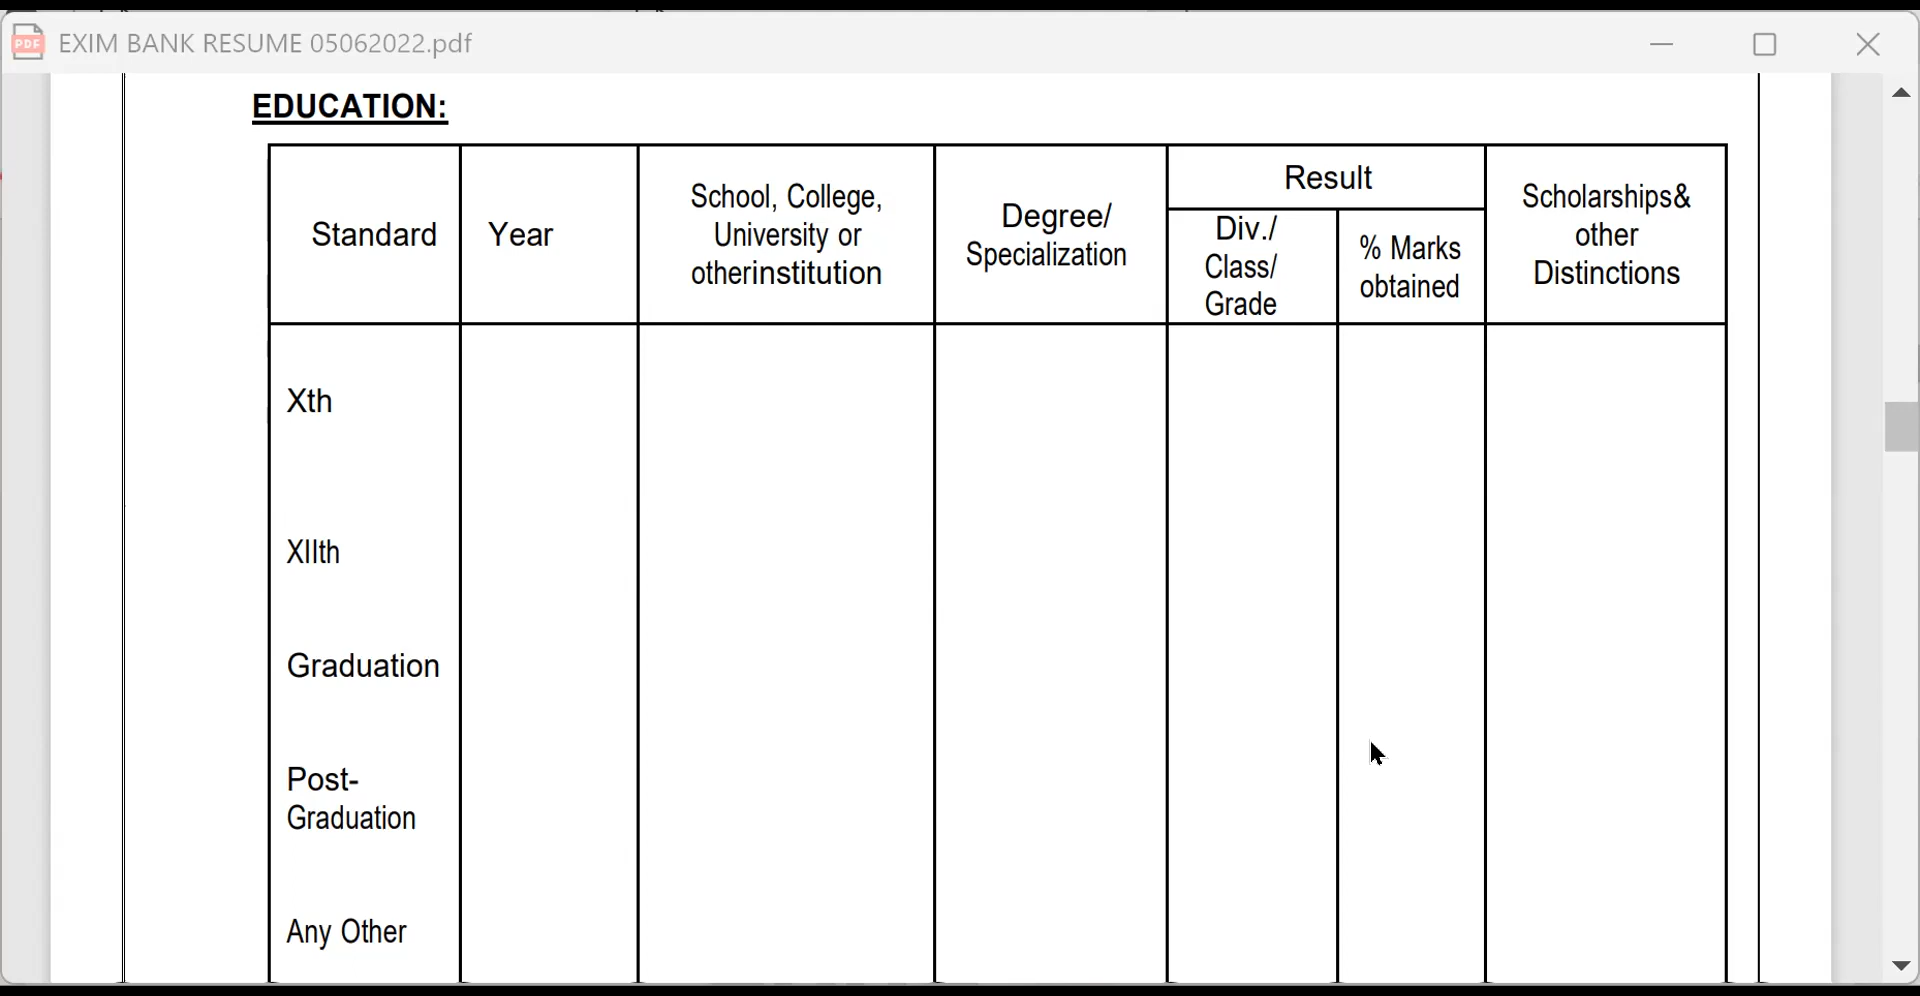 EXIM BANK RESUME 05062022.pdf
EDUCATION:
Standard
Year
School, College,
University or
otherinstitution
Degree/
Specialization
Result
Div./
Class/
Grade
% Marks
obtained
Scholarships&
other
Distinctions
Xth
XIIth
Graduation
Post-
Graduation
Any Other